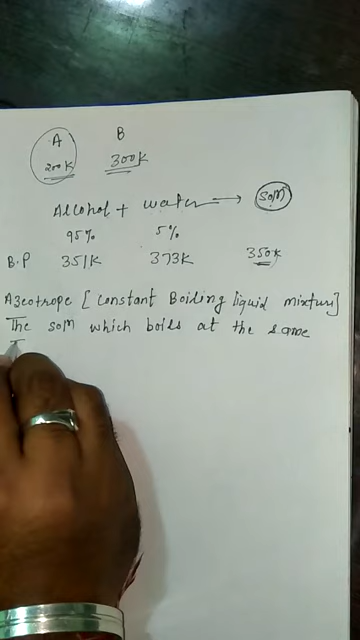 A B
200K 300K
Alcohol + water → Soln
95% 5%
B.P 351K 373K 350K
Azeotrope [Constant Boiling liquid mixture]
The soln which boils at the same
T